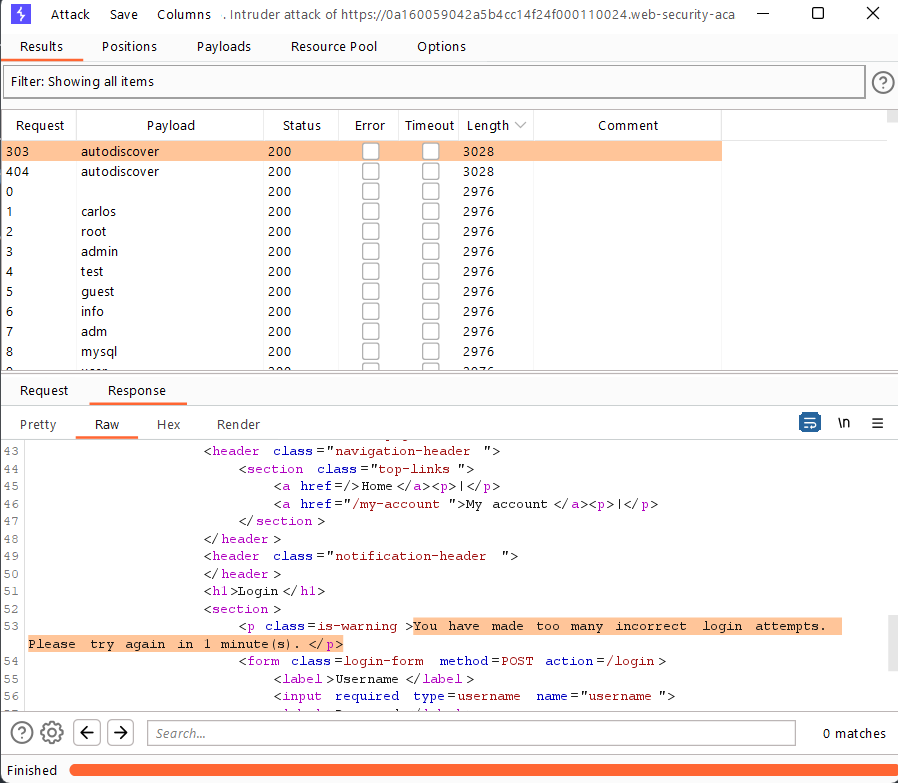 Attack Save Columns . Intruder attack of https://0a160059042a5b4cc14f24f000110024.web-security-aca
Results Positions Payloads Resource Pool Options
Filter: Showing all items
Request Payload Status Error Timeout Length Comment
303 autodiscover 200 3028
404 autodiscover 200 3028
0 200 2976
1 carlos 200 2976
2 root 200 2976
3 admin 200 2976
4 test 200 2976
5 guest 200 2976
6 info 200 2976
7 adm 200 2976
8 mysql 200 2976
Request Response
Pretty Raw Hex Render \n
43 <header class="navigation-header ">
44 <section class="top-links ">
45 <a href=/>Home</a><p>|</p>
46 <a href="/my-account ">My account</a><p>|</p>
47 </section>
48 </header>
49 <header class="notification-header ">
50 </header>
51 <h1>Login</h1>
52 <section>
53 <p class=is-warning>You have made too many incorrect login attempts.
Please try again in 1 minute(s).</p>
54 <form class=login-form method=POST action=/login>
55 <label>Username</label>
56 <input required type=username name="username ">
Search... 0 matches
Finished